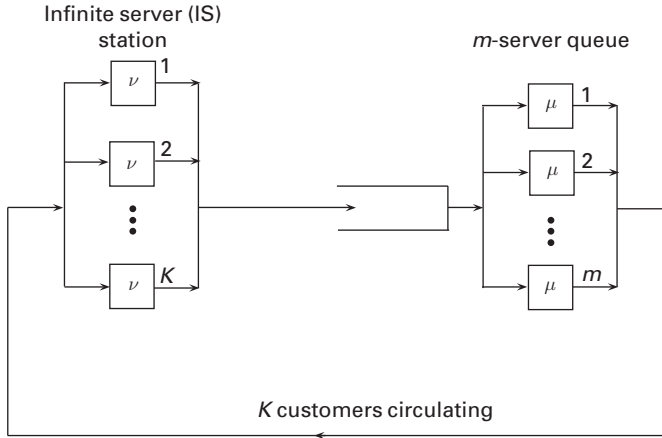 Infinite server (IS)
station
m-server queue
ν 1
ν 2
ν K
μ 1
μ 2
μ m
K customers circulating